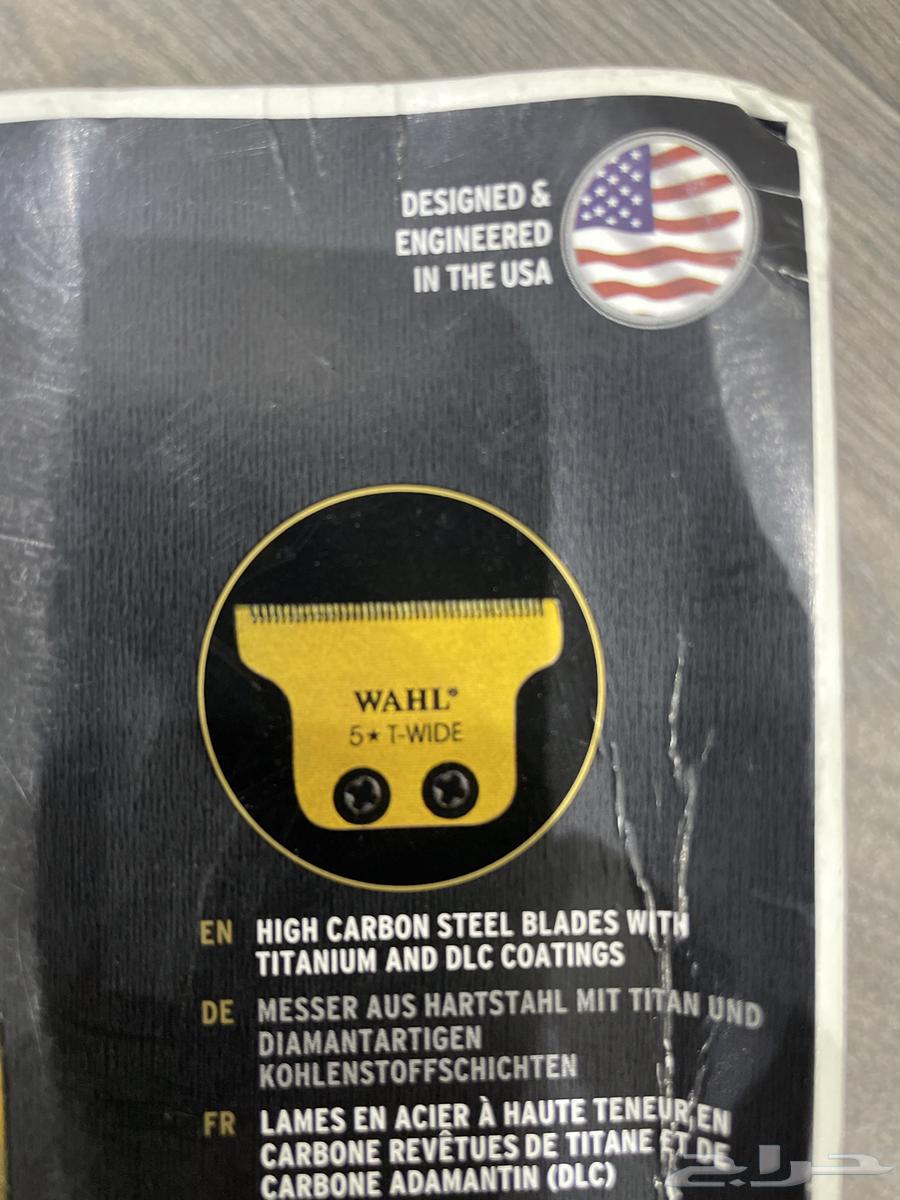 DESIGNED &
ENGINEERED
IN THE USA
WAHL®
5★ T-WIDE
EN HIGH CARBON STEEL BLADES WITH
TITANIUM AND DLC COATINGS
DE MESSER AUS HARTSTAHL MIT TITAN UND
DIAMANTARTIGEN
KOHLENSTOFFSCHICHTEN
FR LAMES EN ACIER À HAUTE TENEUR EN
CARBONE REVÊTUES DE TITANE ET DE
CARBONE ADAMANTIN (DLC)
حراج